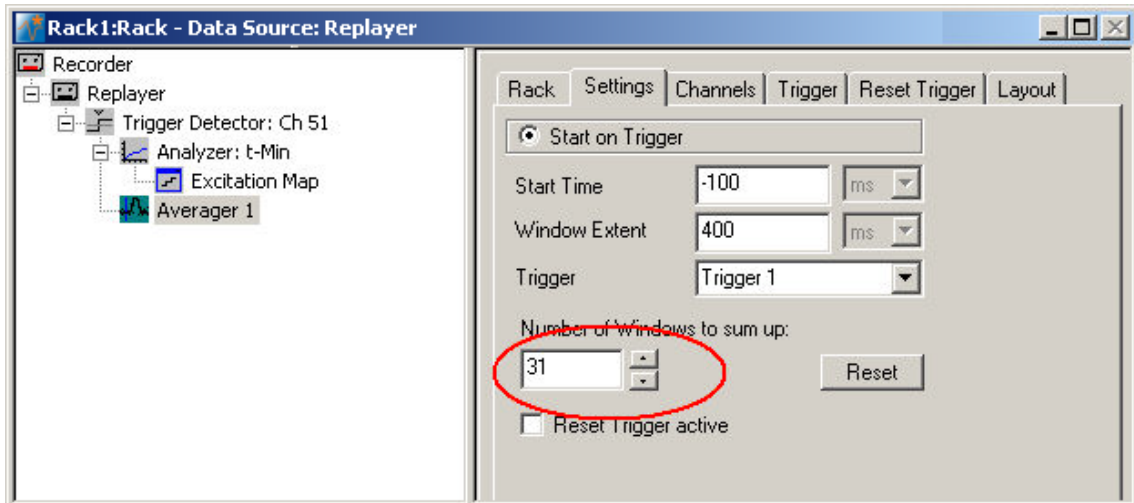 Rack1:Rack - Data Source: Replayer
Recorder
Replayer
Trigger Detector: Ch 51
Analyzer: t-Min
Excitation Map
Averager 1
Rack Settings Channels Trigger Reset Trigger Layout
Start on Trigger
Start Time -100 ms
Window Extent 400 ms
Trigger Trigger 1
Number of Windows to sum up:
31 Reset
Reset Trigger active